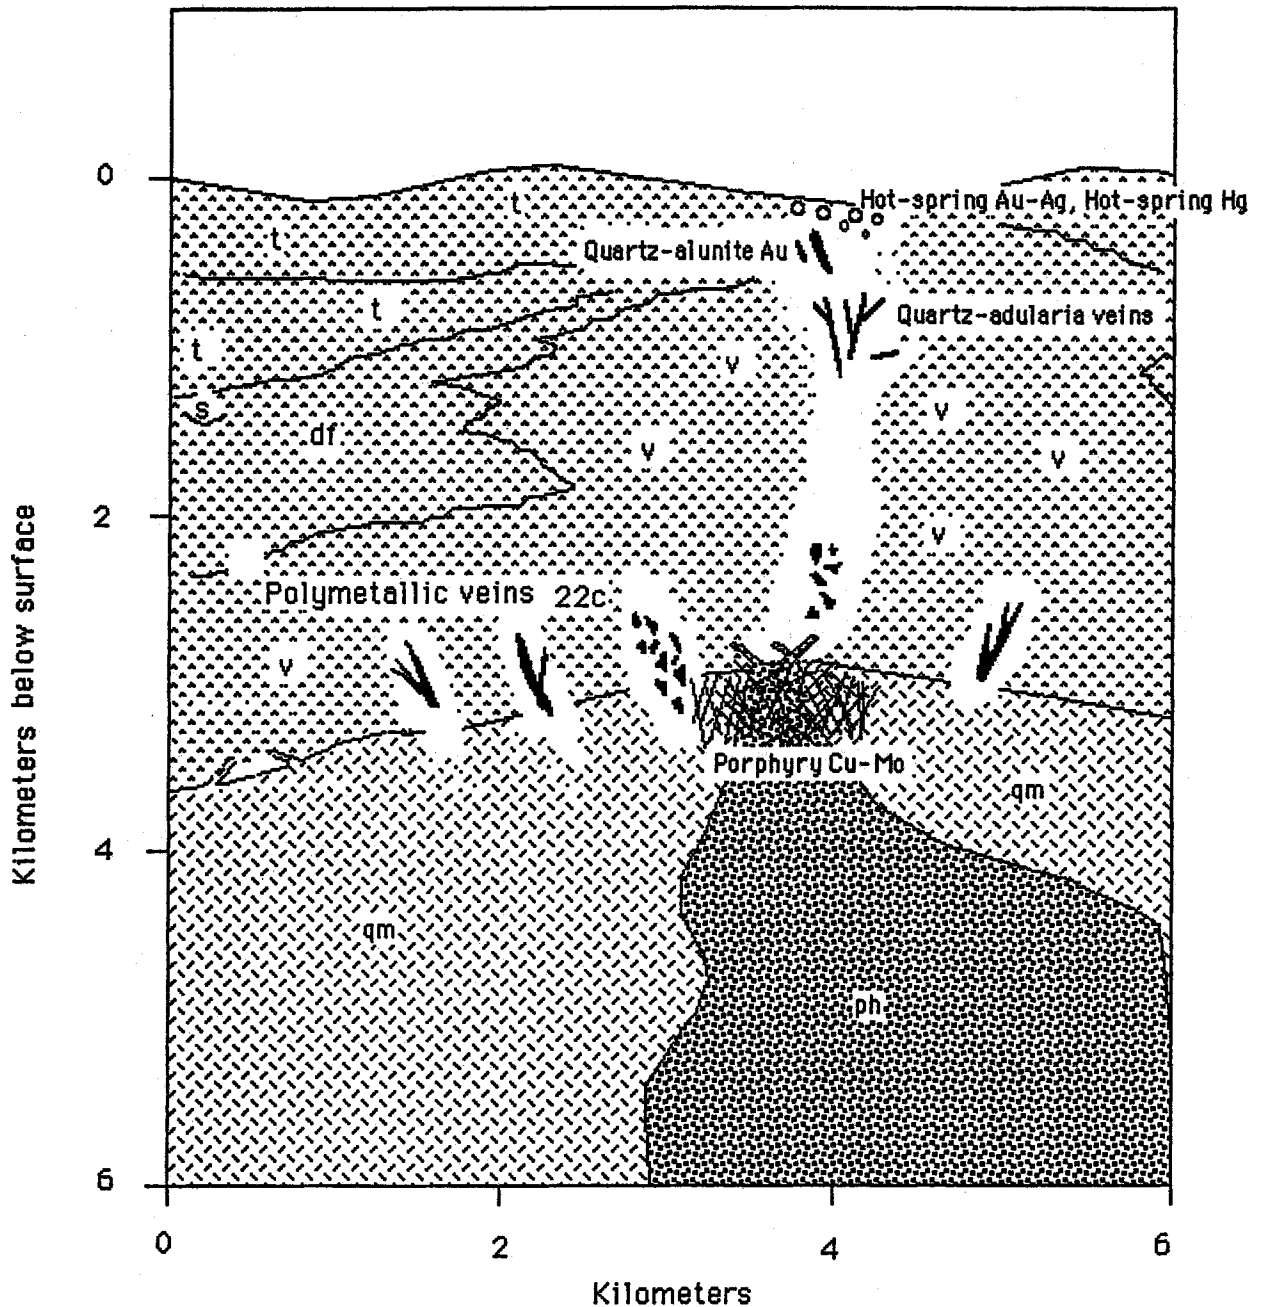 0
t
Hot-spring Au-Ag, Hot-spring Hg
t
Quartz-alunite Au
t
Quartz-adularia veins
t
v
s
v
df
v
v
2
v
Polymetallic veins 22c
v
Porphyry Cu-Mo
qm
4
qm
ph
6
0
2
4
6
Kilometers
Kilometers below surface